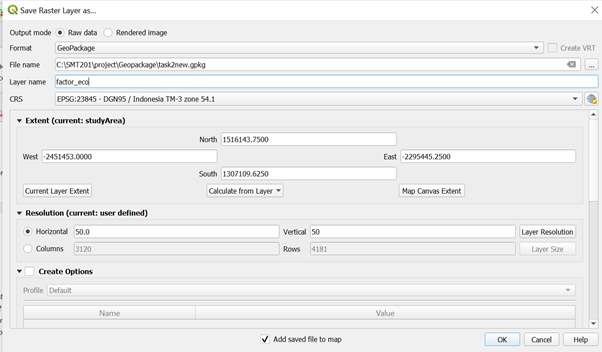 Save Raster Layer as...
Output mode Raw data Rendered image
Format GeoPackage Create VRT
File name C:\SMT201\project\Geopackage\task2new.gpkg ...
Layer name factor_eco
CRS EPSG:23845 - DGN95 / Indonesia TM-3 zone 54.1
Extent (current: studyArea)
North 1516143.7500
West -2451453.0000 East -2295445.2500
South 1307109.6250
Current Layer Extent Calculate from Layer Map Canvas Extent
Resolution (current: user defined)
Horizontal 50.0 Vertical 50 Layer Resolution
Columns 3120 Rows 4181 Layer Size
Create Options
Profile Default
Name Value
Add saved file to map OK Cancel Help